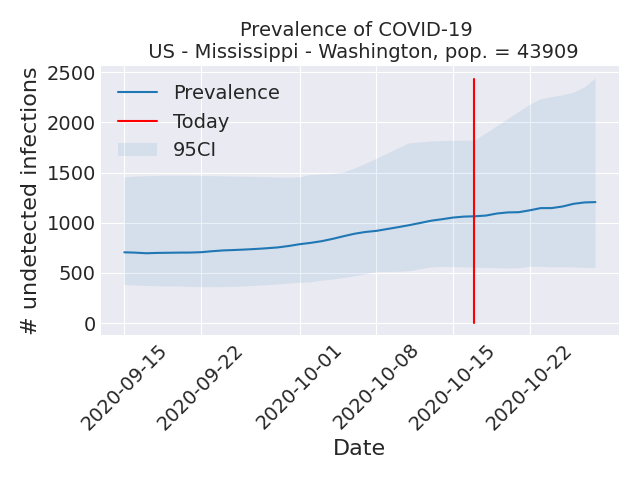 Prevalence of COVID-19
US - Mississippi - Washington, pop. = 43909
# undetected infections
2500
2000
1500
1000
500
0
Prevalence
Today
95CI
2020-09-15
2020-09-22
2020-10-01
2020-10-08
2020-10-15
2020-10-22
Date